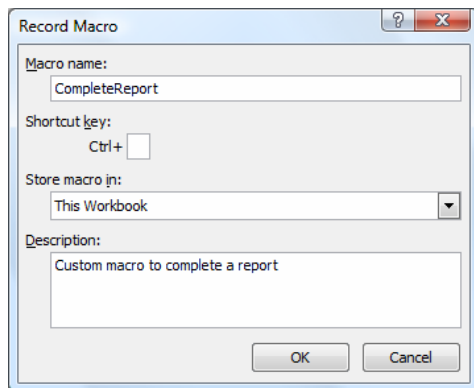 Record Macro
Macro name:
CompleteReport
Shortcut key:
Ctrl+
Store macro in:
This Workbook
Description:
Custom macro to complete a report
OK Cancel